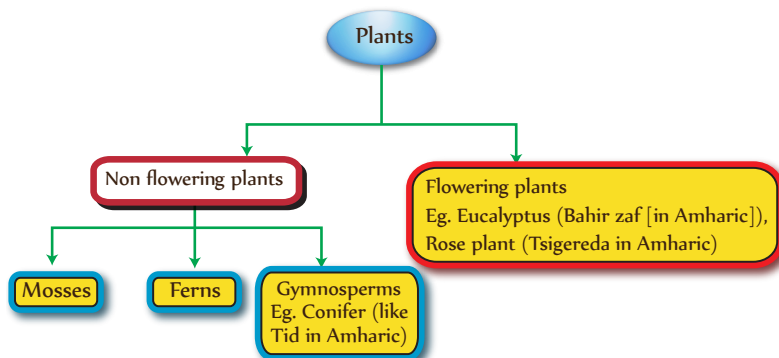 Plants
Non flowering plants
Flowering plants
Eg. Eucalyptus (Bahir zaf [in Amharic]),
Rose plant (Tsigereda in Amharic)
Mosses
Ferns
Gymnosperms
Eg. Conifer (like
Tid in Amharic)